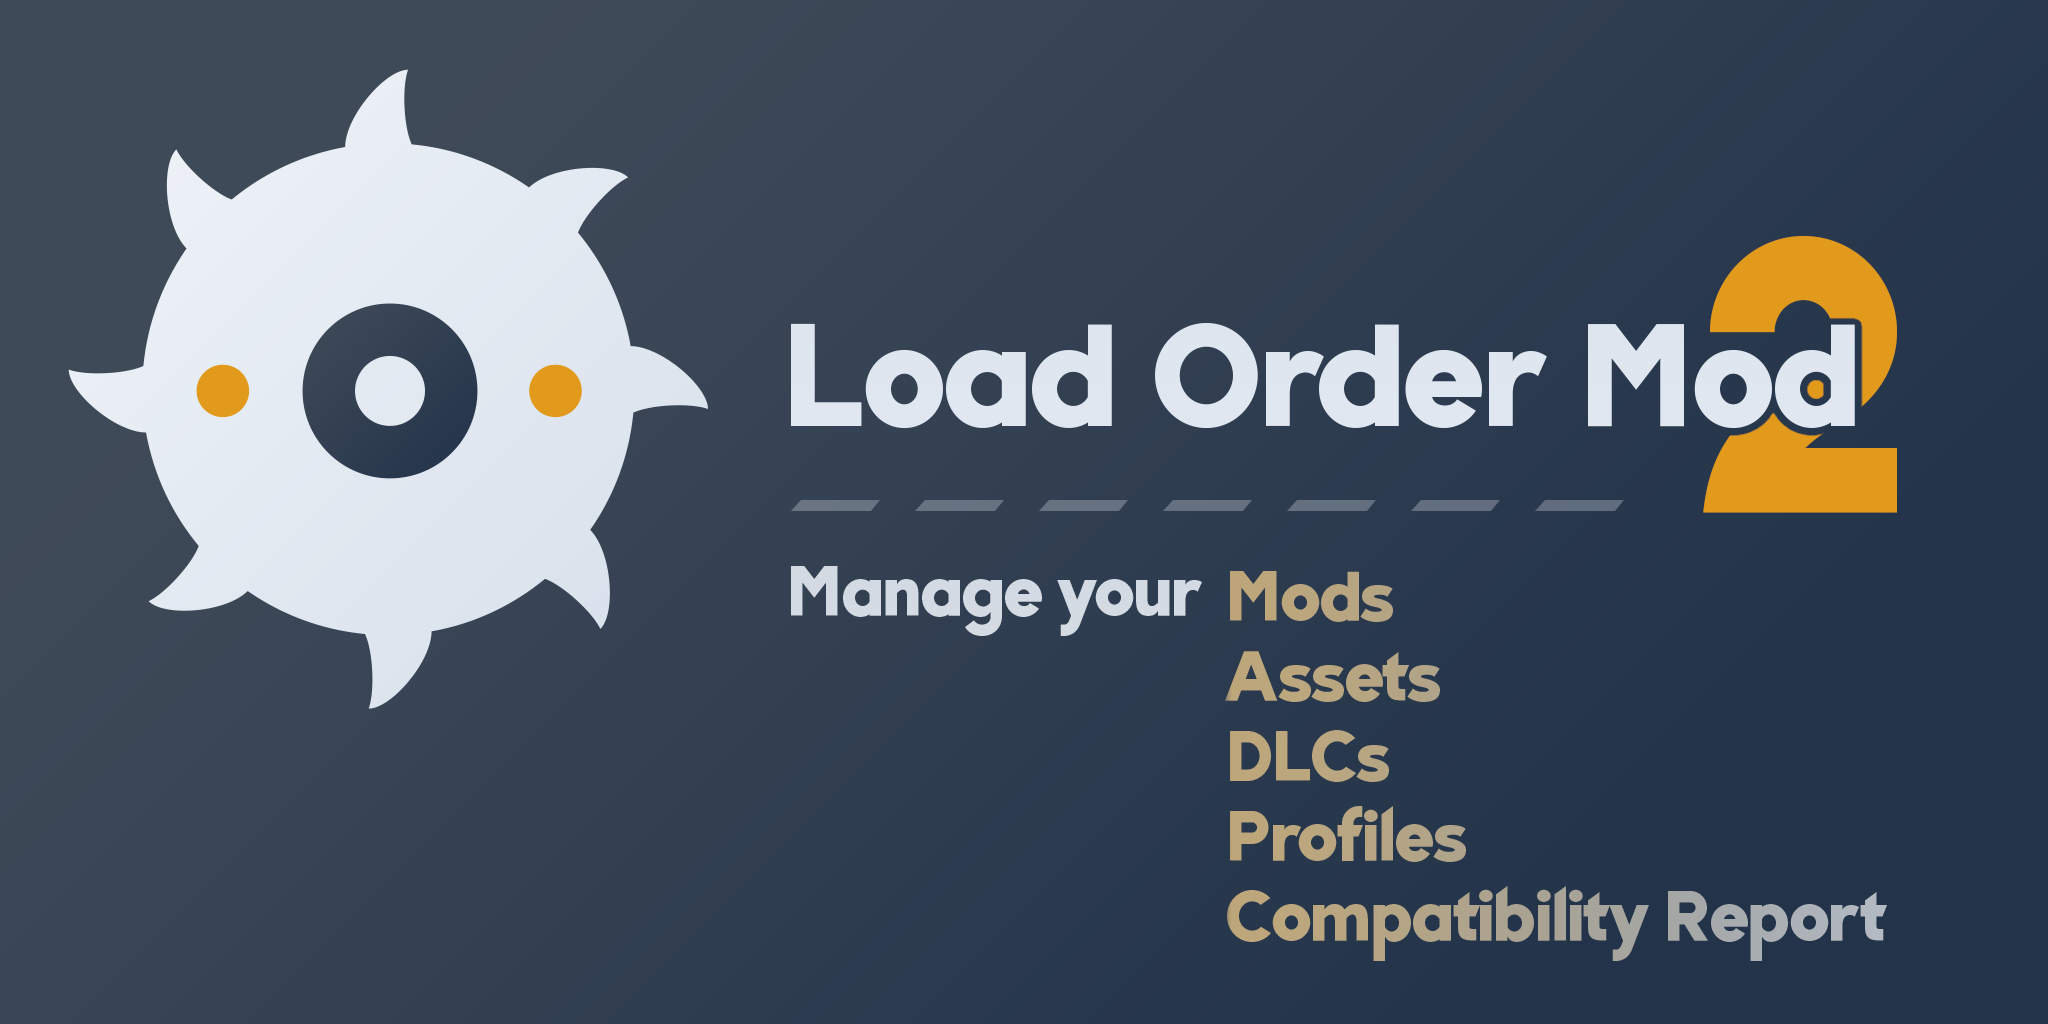 Load Order Mod 2
Manage your Mods
Assets
DLCs
Profiles
Compatibility Report